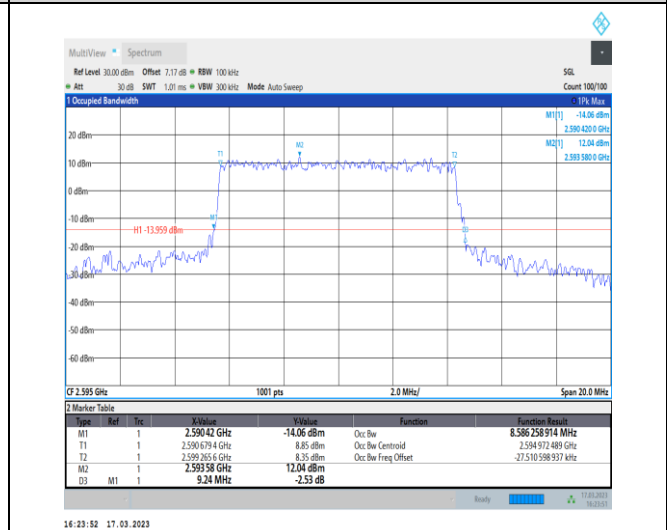 MultiView Spectrum
Ref Level 30.00 dBm Offset 7.17 dB RBW 100 kHz SGL
Att 30 dB SWT 1.01 ms VBW 300 kHz Mode Auto Sweep Count 100/100
1 Occupied Bandwidth 1Pk Max
M1[1] -14.06 dBm
2.590 420 0 GHz
M2[1] 12.04 dBm
2.593 580 0 GHz
20 dBm
M2
T1 T2
10 dBm
0 dBm
-10 dBm
M1
H1 -13.959 dBm
D3
-20 dBm
-30 dBm
-40 dBm
-50 dBm
-60 dBm
CF 2.595 GHz 1001 pts 2.0 MHz/ Span 20.0 MHz
2 Marker Table
Type Ref Trc X-Value Y-Value Function Function Result
M1 1 2.59042 GHz -14.06 dBm Occ Bw 8.586 258 914 MHz
T1 1 2.590 679 4 GHz 8.85 dBm Occ Bw Centroid 2.594 972 489 GHz
T2 1 2.599 265 6 GHz 8.35 dBm Occ Bw Freq Offset -27.510 598 937 kHz
M2 1 2.59358 GHz 12.04 dBm
D3 M1 1 9.24 MHz -2.53 dB
Ready 17.03.2023
16:23:51
16:23:52 17.03.2023